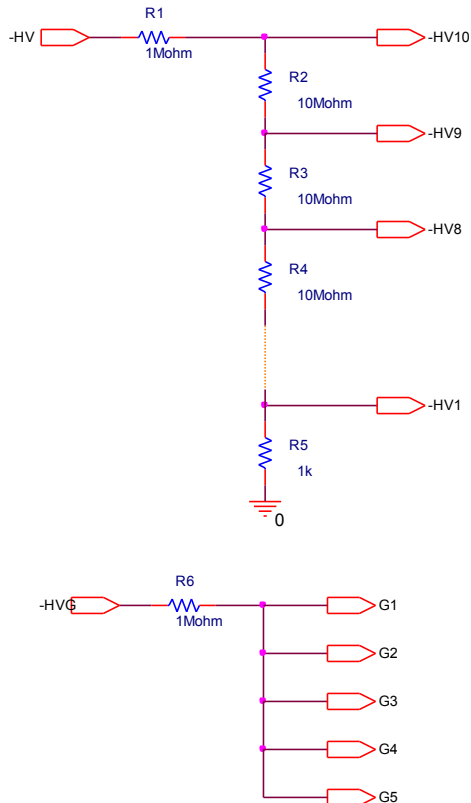 R1
-HV
1Mohm
-HV10
R2
10Mohm
-HV9
R3
10Mohm
-HV8
R4
10Mohm
-HV1
R5
1k
0
R6
-HVG
1Mohm
G1
G2
G3
G4
G5